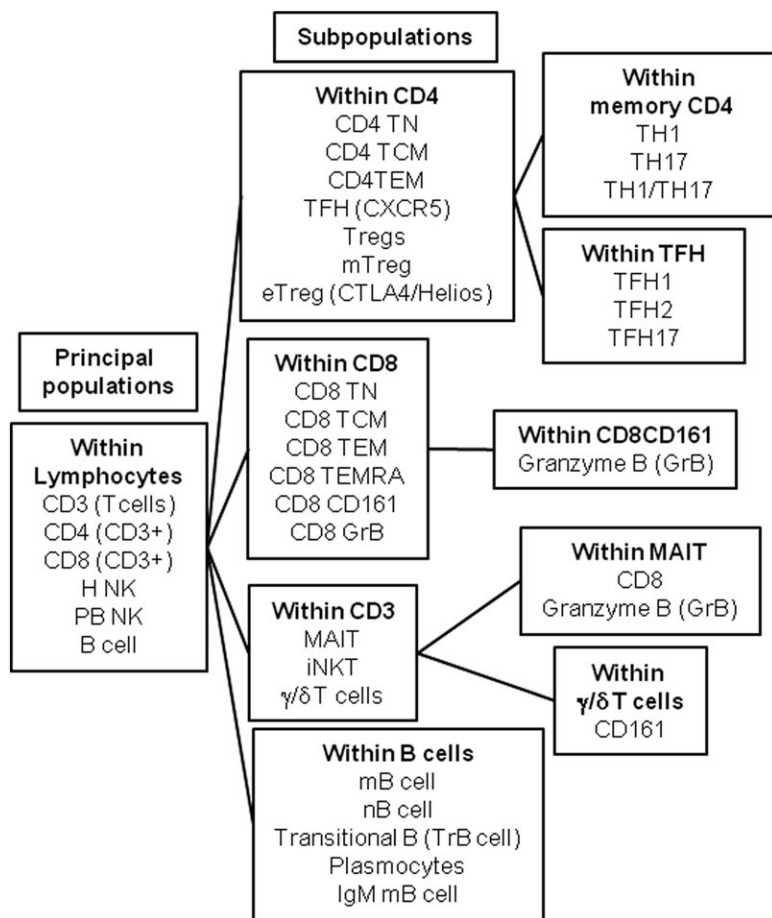 Subpopulations
Principal
populations
Within
Lymphocytes
CD3 (Tcells)
CD4 (CD3+)
CD8 (CD3+)
H NK
PB NK
B cell
Within CD4
CD4 TN
CD4 TCM
CD4TEM
TFH (CXCR5)
Tregs
mTreg
eTreg (CTLA4/Helios)
Within
memory CD4
TH1
TH17
TH1/TH17
Within TFH
TFH1
TFH2
TFH17
Within CD8
CD8 TN
CD8 TCM
CD8 TEM
CD8 TEMRA
CD8 CD161
CD8 GrB
Within CD8CD161
Granzyme B (GrB)
Within CD3
MAIT
iNKT
γ/δT cells
Within MAIT
CD8
Granzyme B (GrB)
Within
γ/δT cells
CD161
Within B cells
mB cell
nB cell
Transitional B (TrB cell)
Plasmocytes
IgM mB cell